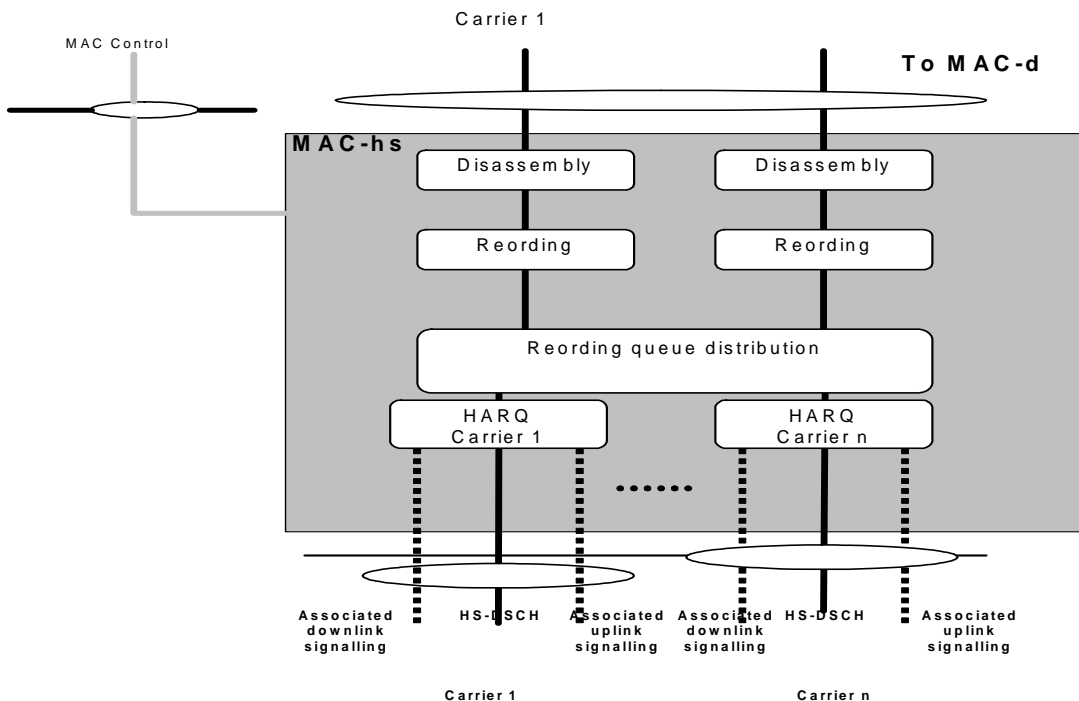 Carrier 1
MAC Control
To MAC-d
MAC-hs
Disassembly
Disassembly
Reording
Reording
Reording queue distribution
HARQ
Carrier 1
HARQ
Carrier n
......
Associated
downlink
signalling
HS-DSCH
Associated
uplink
signalling
Associated
downlink
signalling
HS-DSCH
Associated
uplink
signalling
Carrier 1
Carrier n